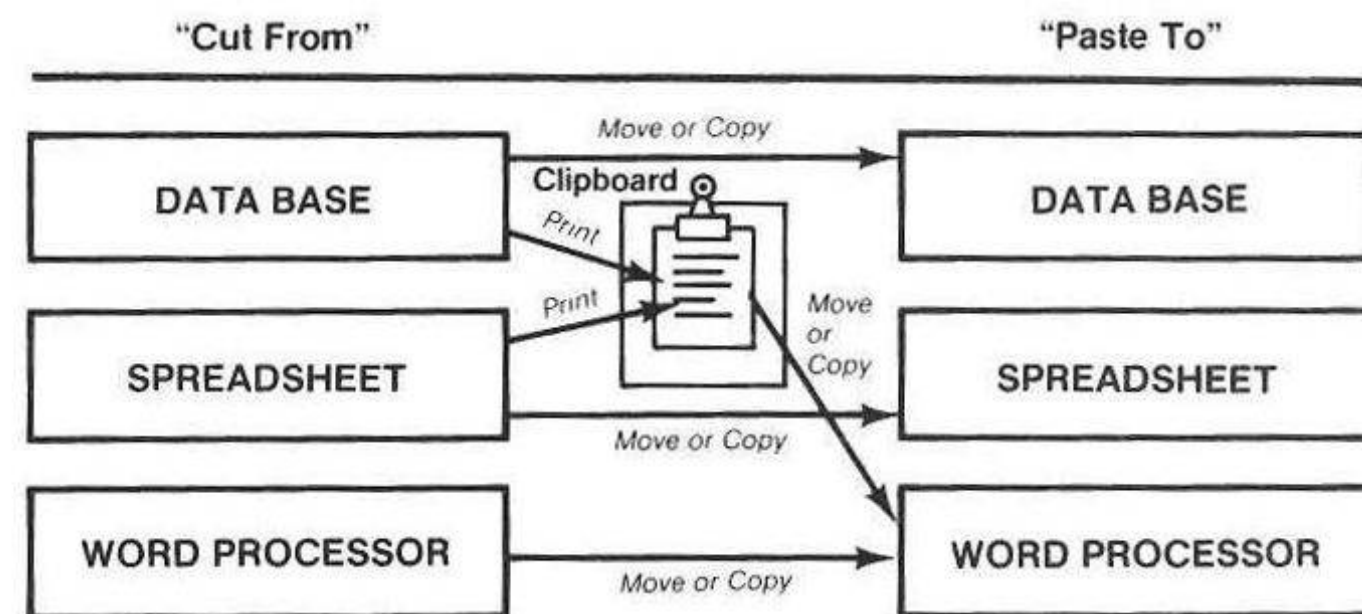 "Cut From"
"Paste To"
Move or Copy
DATA BASE
Clipboard
DATA BASE
Print
Print
Move
or
Copy
SPREADSHEET
SPREADSHEET
Move or Copy
WORD PROCESSOR
WORD PROCESSOR
Move or Copy